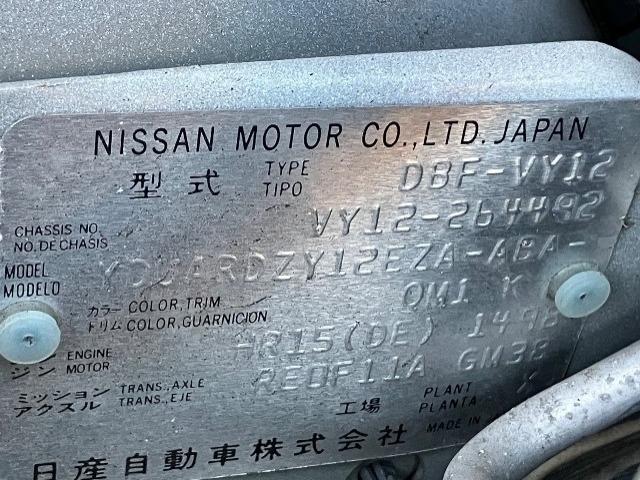 NISSAN MOTOR CO.,LTD. JAPAN
型式 TYPE TIPO DBF-VY12
CHASSIS NO. NO. DE CHASIS VY12-264492
MODEL MODELO
カラー COLOR, TRIM QM1 K
トリム COLOR, GUARNICION
ENGINE MOTOR HR15(DE) 1498
ジン
ミッション TRANS., AXLE RE0F11A GM38
アクスル TRANS., EJE
工場 PLANT PLANTA X
日産自動車株式会社 MADE IN